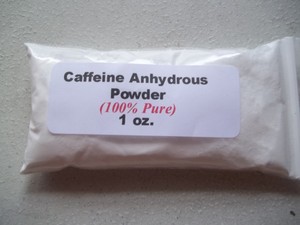 Caffeine Anhydrous
Powder
(100% Pure)
1 oz.